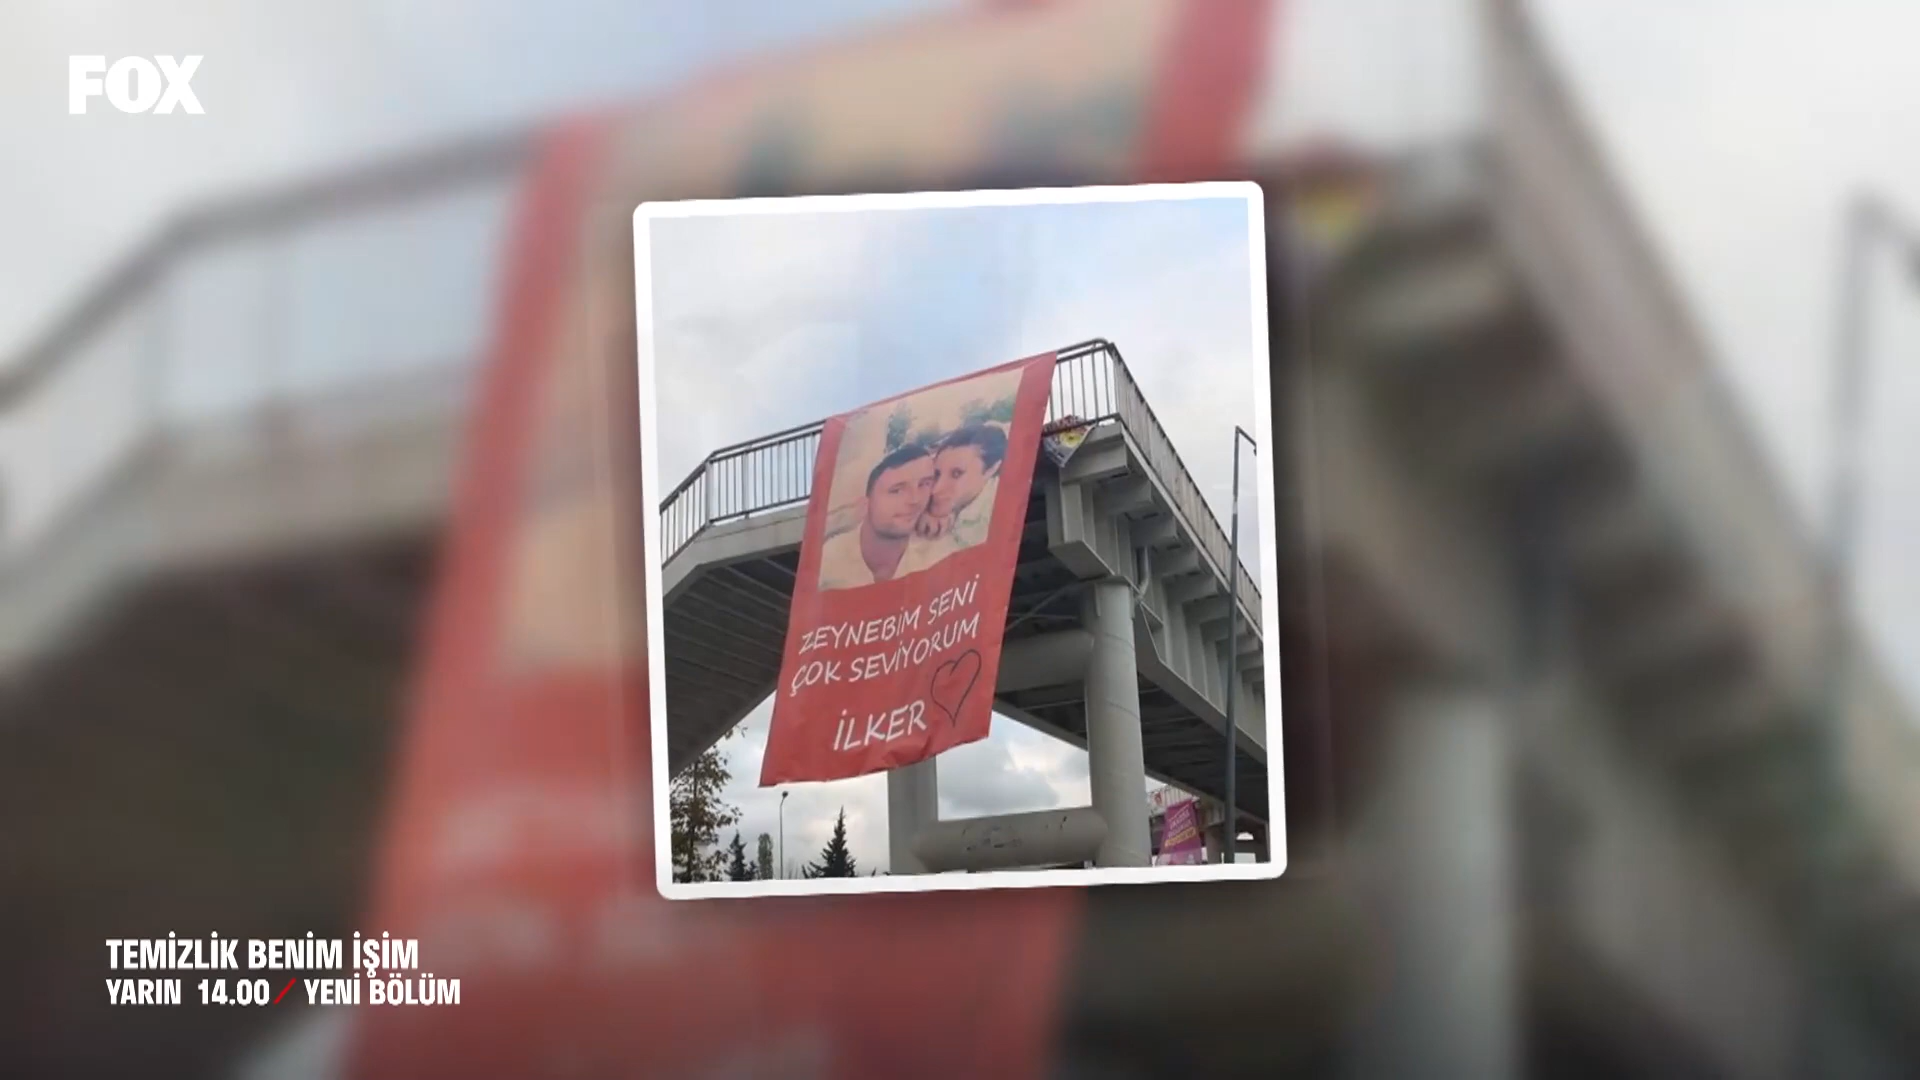 FOX
ZEYNEBİM SENİ
ÇOK SEVİYORUM
İLKER
TEMİZLİK BENİM İŞİM
YARIN 14.00 / YENİ BÖLÜM